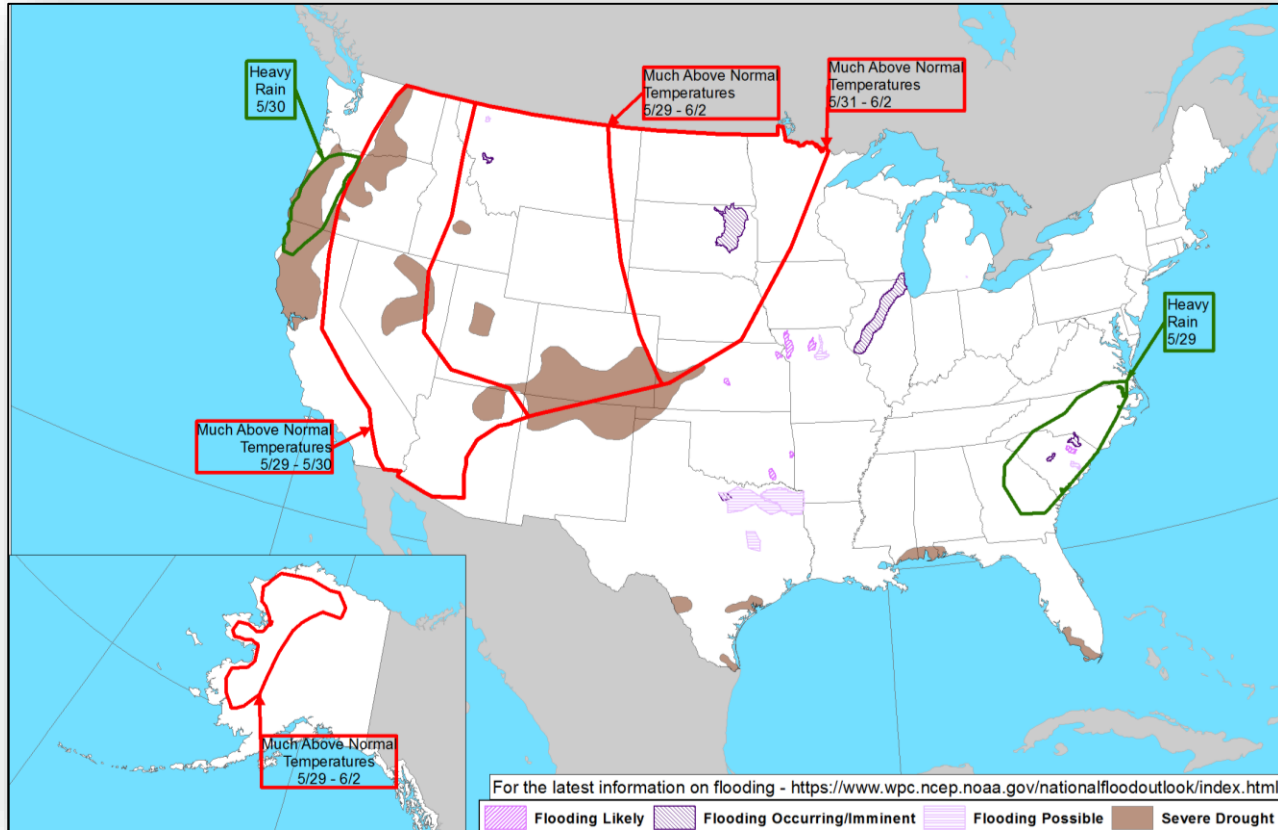 Heavy
Rain
5/30
Much Above Normal
Temperatures
5/29 - 6/2
Much Above Normal
Temperatures
5/31 - 6/2
Heavy
Rain
5/29
Much Above Normal
Temperatures
5/29 - 5/30
Much Above Normal
Temperatures
5/29 - 6/2
For the latest information on flooding - https://www.wpc.ncep.noaa.gov/nationalfloodoutlook/index.html
Flooding Likely
Flooding Occurring/Imminent
Flooding Possible
Severe Drought